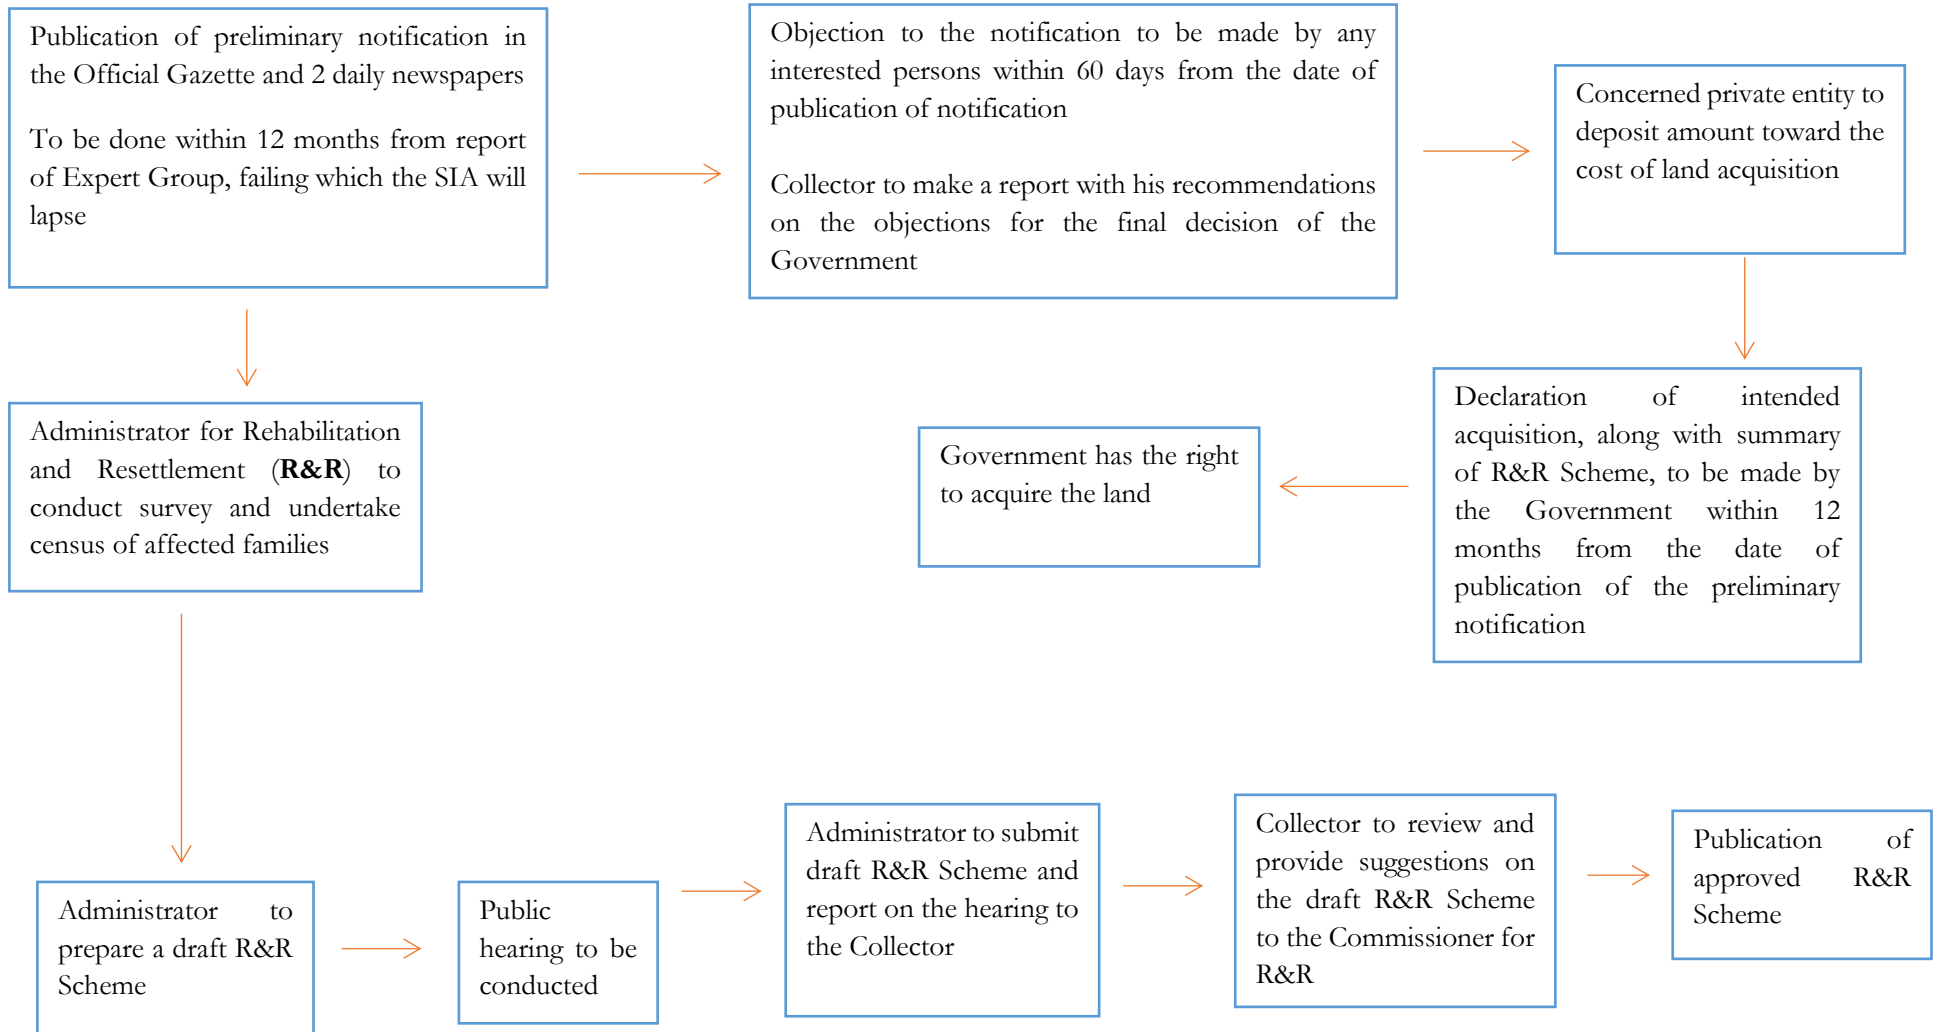 Publication of preliminary notification in
the Official Gazette and 2 daily newspapers
To be done within 12 months from report
of Expert Group, failing which the SIA will
lapse
Objection to the notification to be made by any
interested persons within 60 days from the date of
publication of notification
Collector to make a report with his recommendations
on the objections for the final decision of the
Government
Concerned private entity to
deposit amount toward the
cost of land acquisition
Administrator for Rehabilitation
and Resettlement (R&R) to
conduct survey and undertake
census of affected families
Government has the right
to acquire the land
Declaration of intended
acquisition, along with summary
of R&R Scheme, to be made by
the Government within 12
months from the date of
publication of the preliminary
notification
Administrator to
prepare a draft R&R
Scheme
Public
hearing to be
conducted
Administrator to submit
draft R&R Scheme and
report on the hearing to
the Collector
Collector to review and
provide suggestions on
the draft R&R Scheme
to the Commissioner for
R&R
Publication of
approved R&R
Scheme